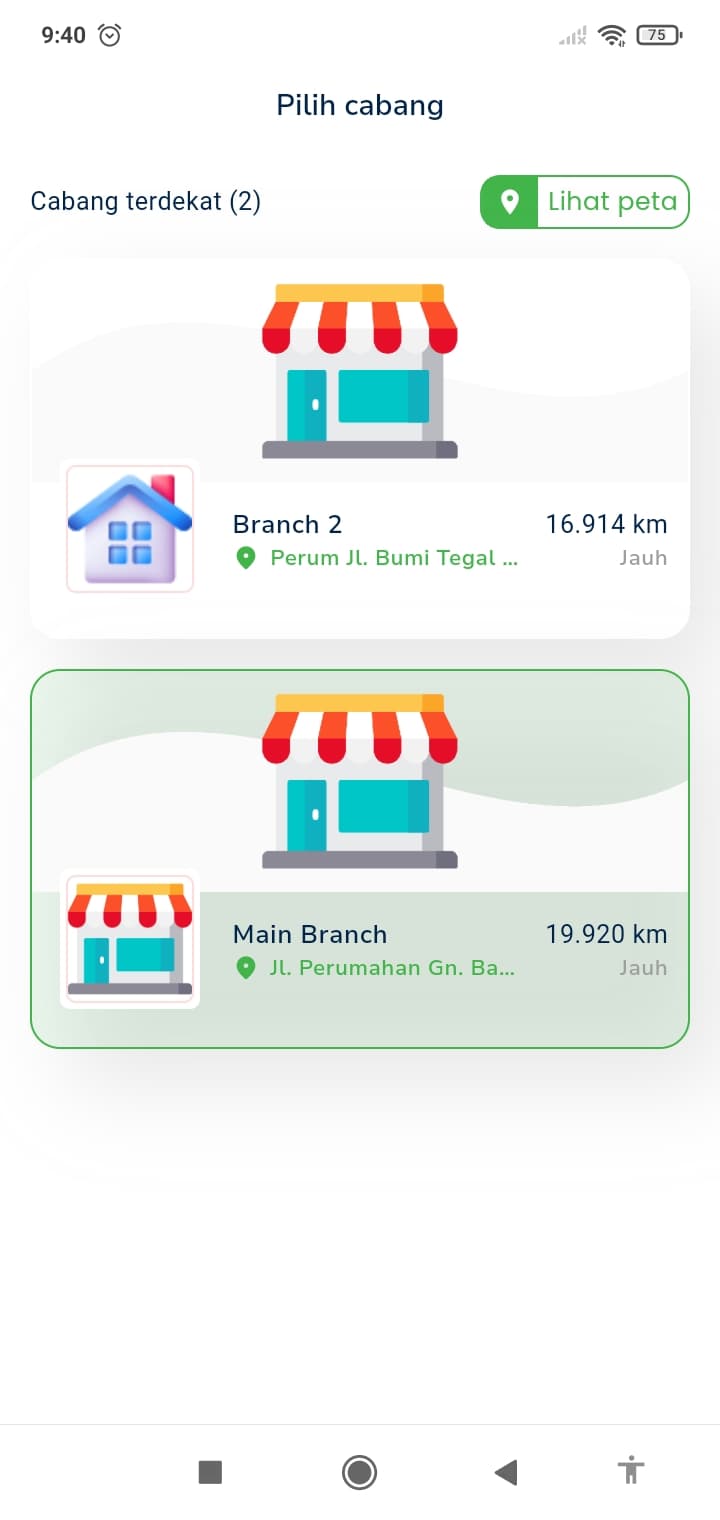 9:40
75
Pilih cabang
Cabang terdekat (2)
Lihat peta
Branch 2
16.914 km
Perum Jl. Bumi Tegal ...
Jauh
Main Branch
19.920 km
Jl. Perumahan Gn. Ba...
Jauh